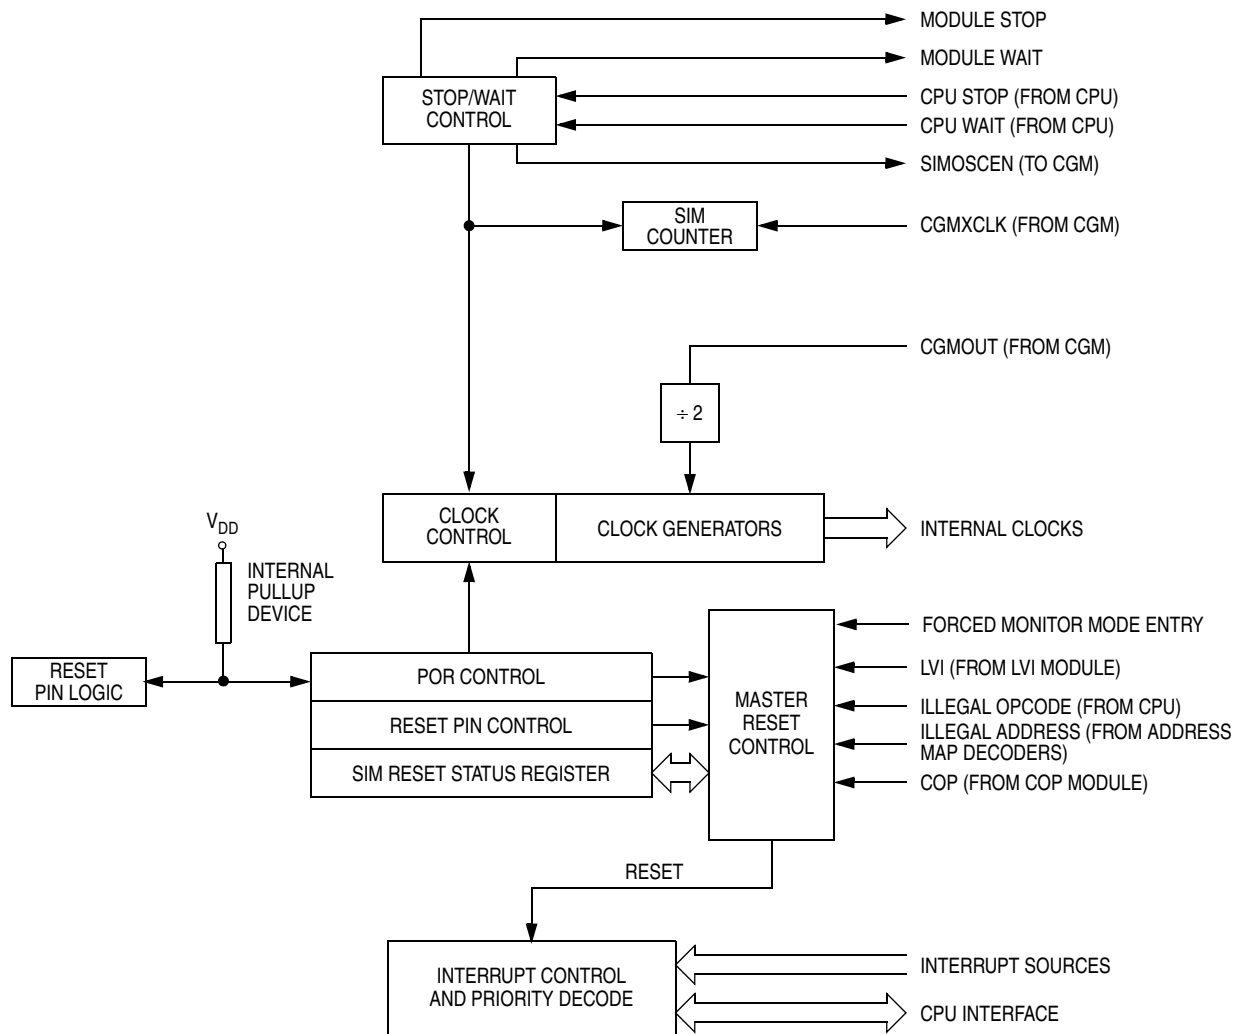 MODULE STOP
MODULE WAIT
STOP/WAIT
CONTROL
CPU STOP (FROM CPU)
CPU WAIT (FROM CPU)
SIMOSCEN (TO CGM)
SIM
COUNTER
CGMXCLK (FROM CGM)
CGMOUT (FROM CGM)
÷ 2
CLOCK
CONTROL
CLOCK GENERATORS
INTERNAL CLOCKS
VDD
INTERNAL
PULLUP
DEVICE
RESET
PIN LOGIC
POR CONTROL
RESET PIN CONTROL
SIM RESET STATUS REGISTER
MASTER
RESET
CONTROL
FORCED MONITOR MODE ENTRY
LVI (FROM LVI MODULE)
ILLEGAL OPCODE (FROM CPU)
ILLEGAL ADDRESS (FROM ADDRESS
MAP DECODERS)
COP (FROM COP MODULE)
RESET
INTERRUPT CONTROL
AND PRIORITY DECODE
INTERRUPT SOURCES
CPU INTERFACE